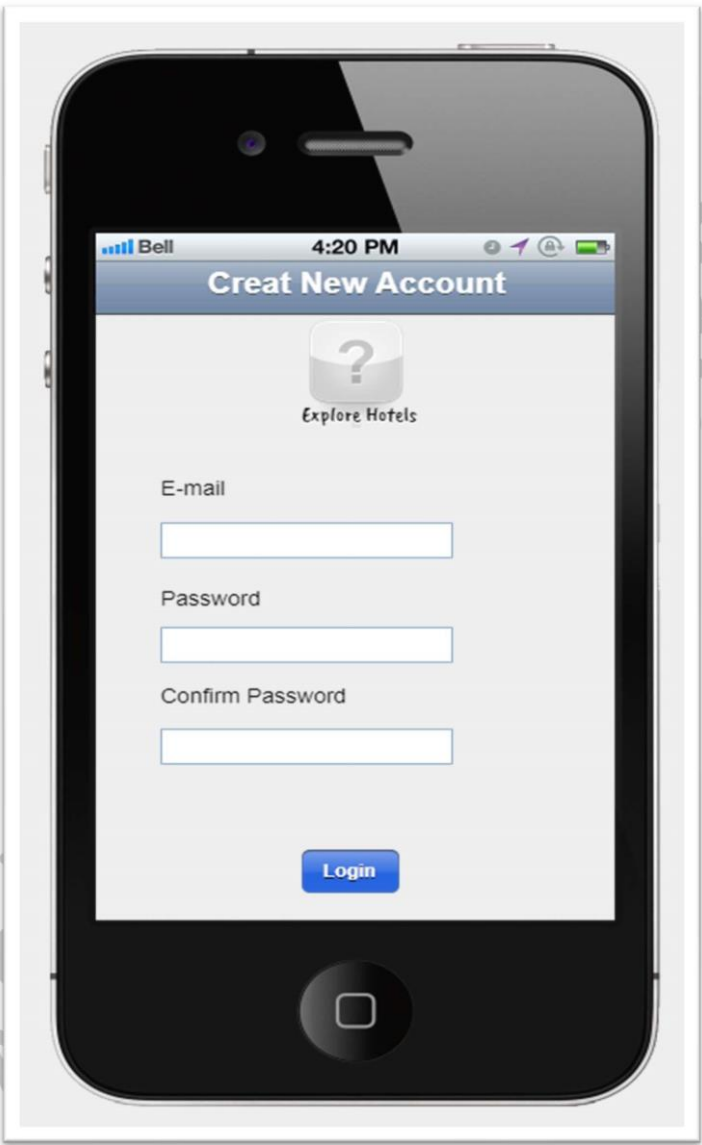 Bell 4:20 PM
Creat New Account
?
Explore Hotels
E-mail
Password
Confirm Password
Login